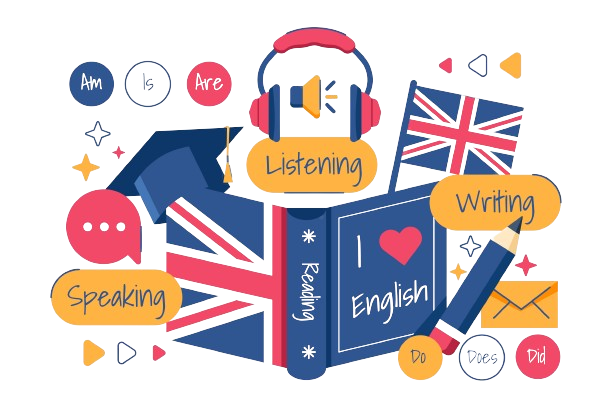 Am Is Are
Listening
Writing
Speaking
Reading
I ❤ English
Do Does Did